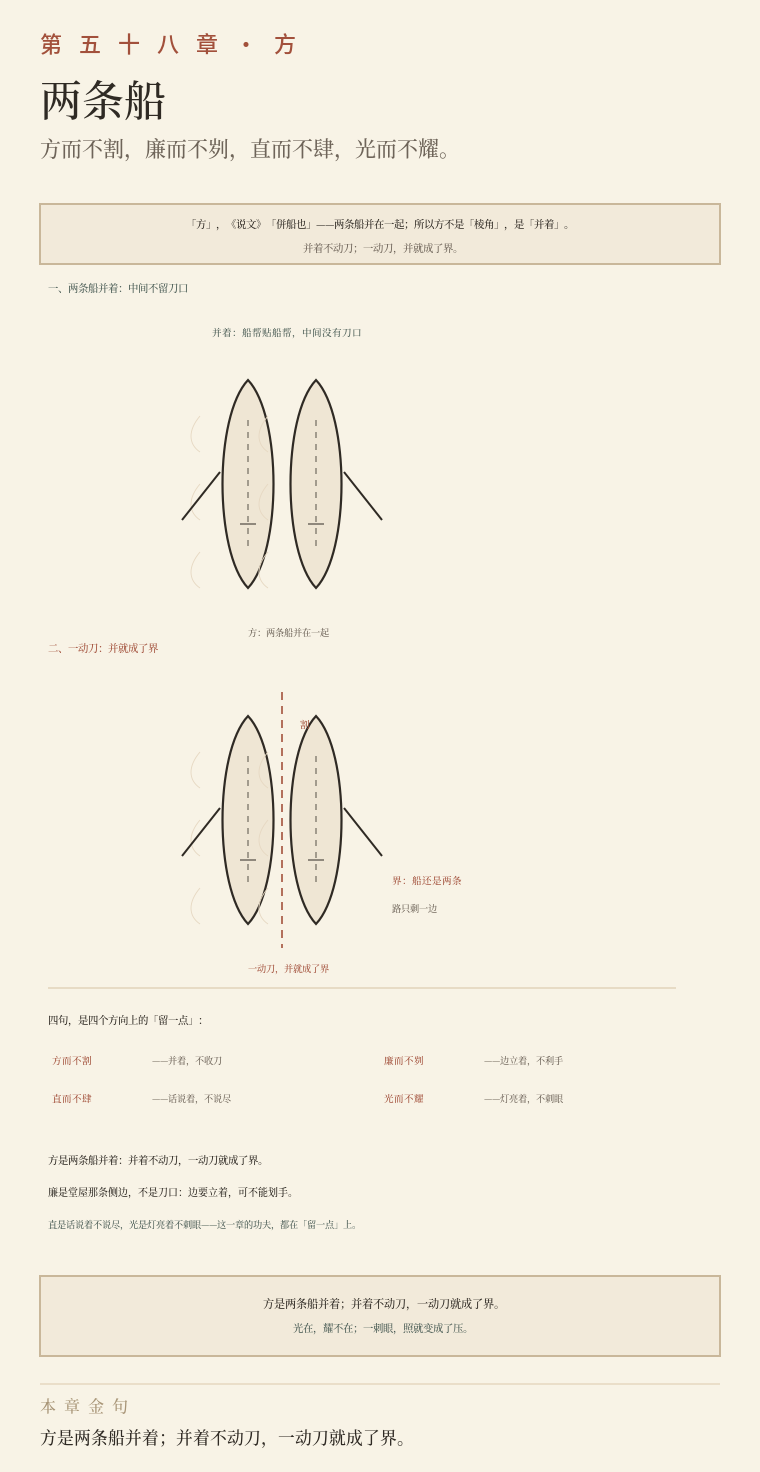 第五十八章·方
两条船
方而不割，廉而不刿，直而不肆，光而不耀。
「方」，《说文》「併船也」——两条船并在一起；所以方不是「棱角」，是「并着」。
并着不动刀；一动刀，并就成了界。
一、两条船并着：中间不留刀口
并着：船帮贴船帮，中间没有刀口
方：两条船并在一起
二、一动刀：并就成了界
割
界：船还是两条
路只剩一边
一动刀，并就成了界
四句，是四个方向上的「留一点」：
方而不割 ——并着，不收刀 廉而不刿 ——边立着，不利手
直而不肆 ——话说着，不说尽 光而不耀 ——灯亮着，不刺眼
方是两条船并着：并着不动刀，一动刀就成了界。
廉是堂屋那条侧边，不是刀口：边要立着，可不能划手。
直是话说着不说尽，光是灯亮着不刺眼——这一章的功夫，都在「留一点」上。
方是两条船并着；并着不动刀，一动刀就成了界。
光在，耀不在；一刺眼，照就变成了压。
本章金句
方是两条船并着；并着不动刀，一动刀就成了界。